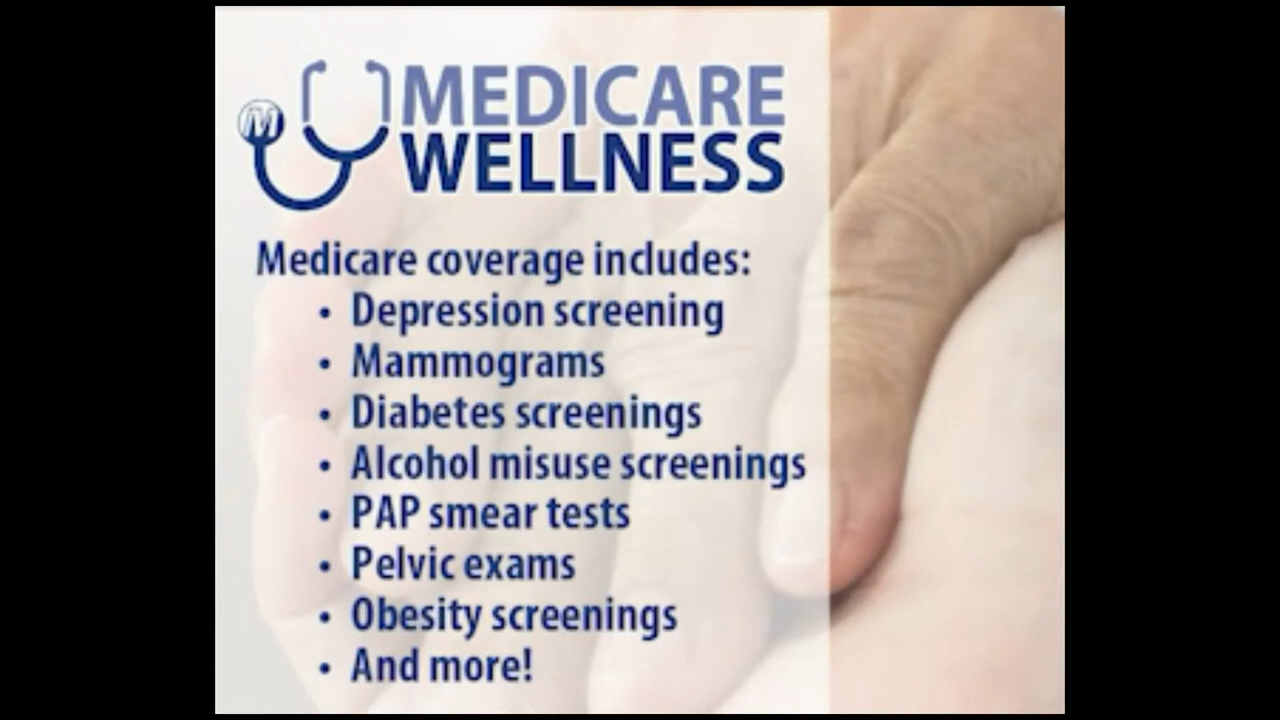 M
MEDICARE
WELLNESS
Medicare coverage includes:
• Depression screening
• Mammograms
• Diabetes screenings
• Alcohol misuse screenings
• PAP smear tests
• Pelvic exams
• Obesity screenings
• And more!